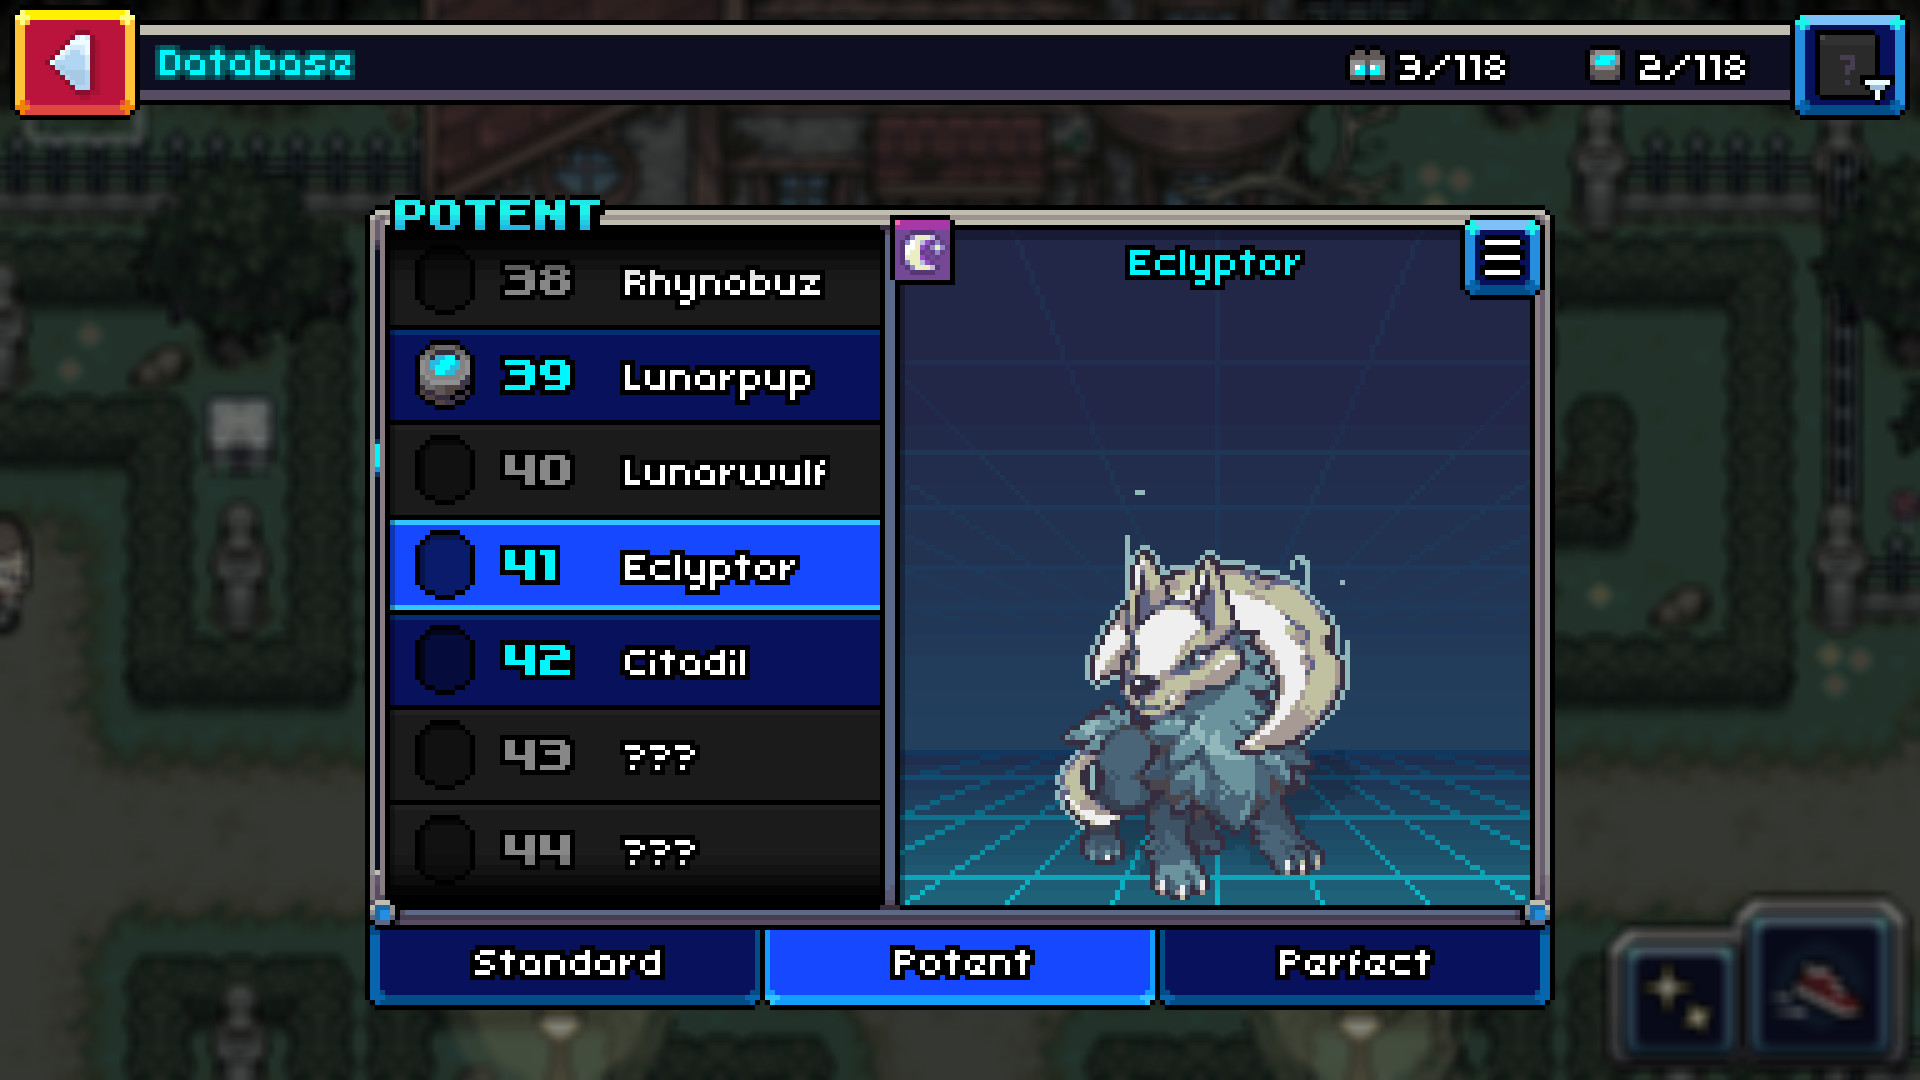 Database
3/118
2/118
?
POTENT
38 Rhynobuz
39 Lunarpup
40 Lunarwulf
41 Eclyptor
42 Citadil
43 ???
44 ???
Eclyptor
Standard
Potent
Perfect